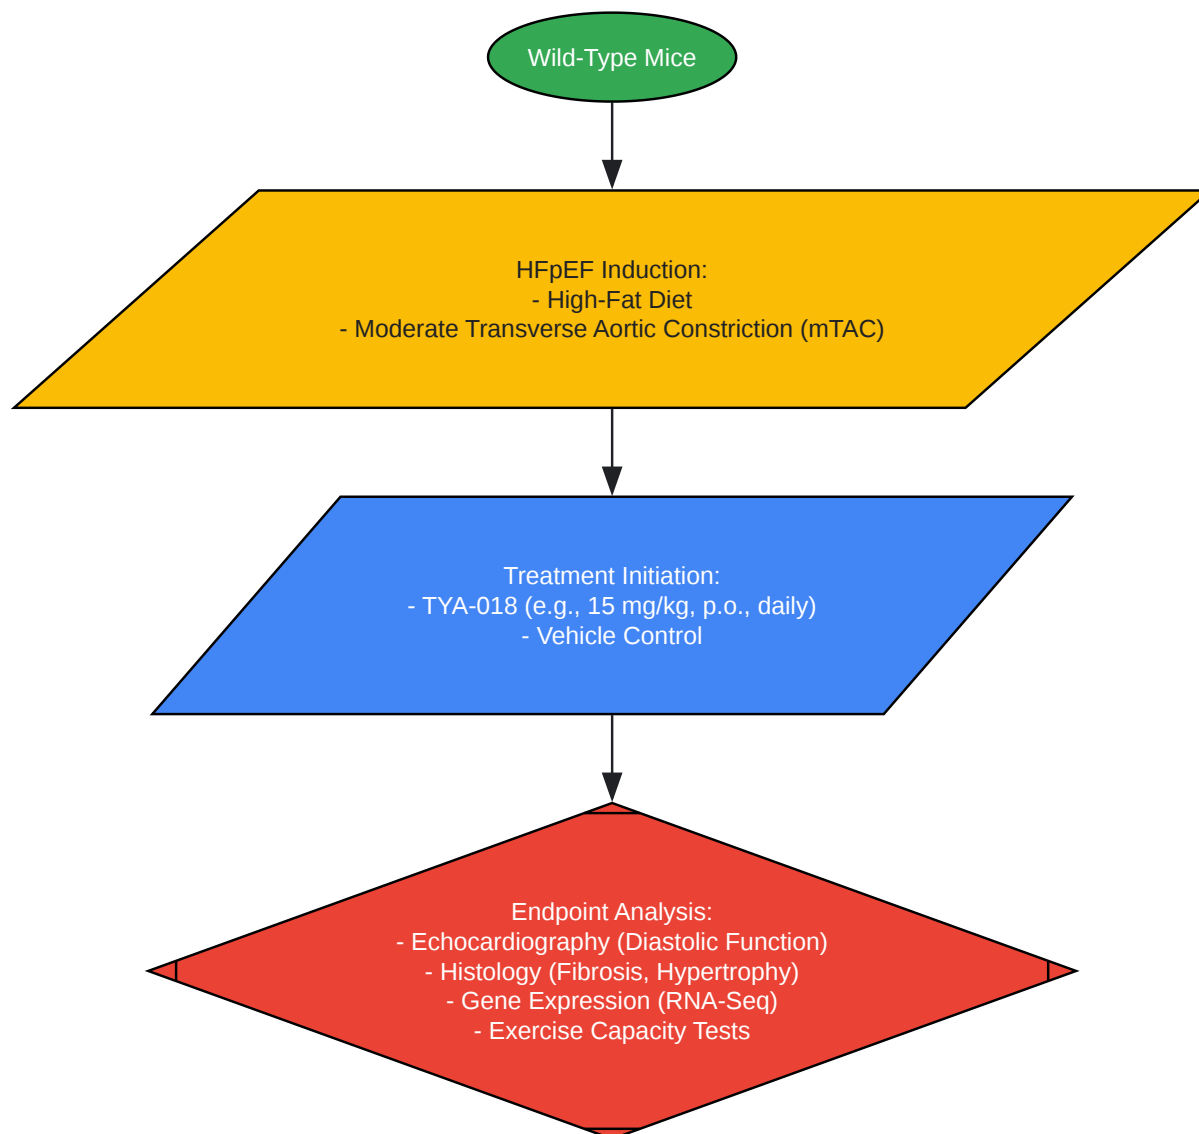 Wild-Type Mice
HFpEF Induction:
- High-Fat Diet
- Moderate Transverse Aortic Constriction (mTAC)
Treatment Initiation:
- TYA-018 (e.g., 15 mg/kg, p.o., daily)
- Vehicle Control
Endpoint Analysis:
- Echocardiography (Diastolic Function)
- Histology (Fibrosis, Hypertrophy)
- Gene Expression (RNA-Seq)
- Exercise Capacity Tests